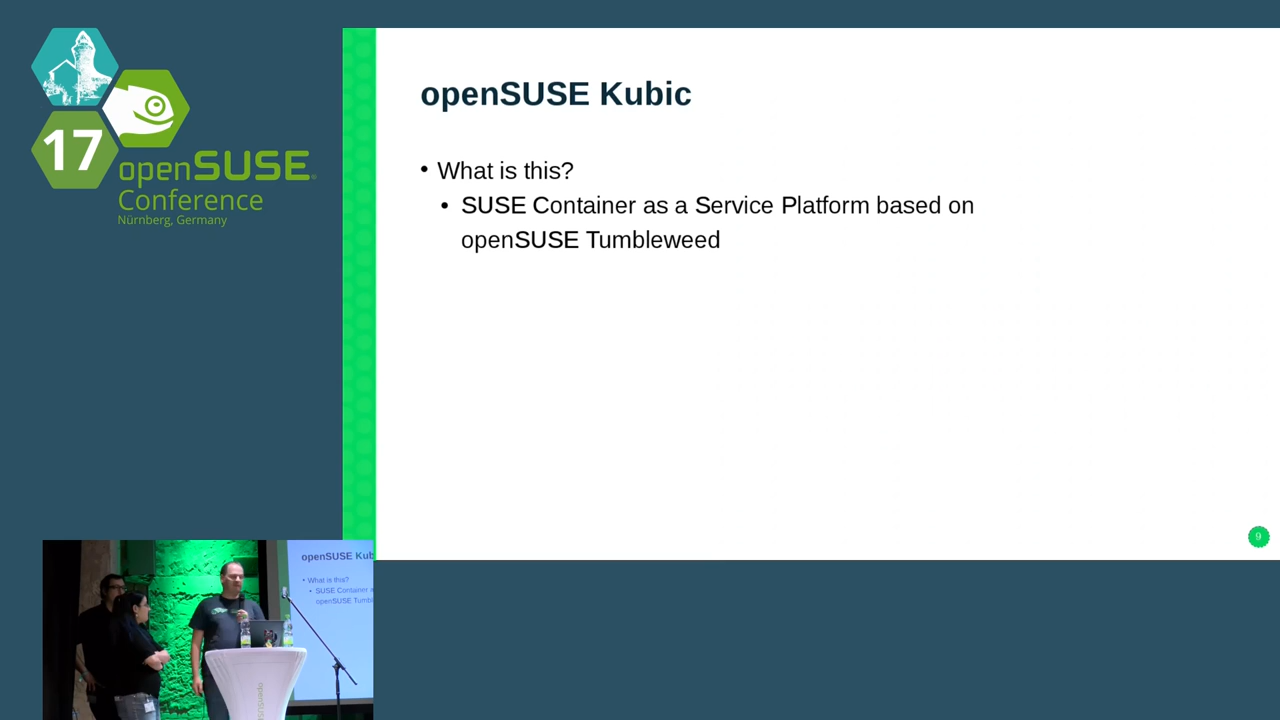 17
openSUSE
Conference
Nürnberg, Germany
openSUSE Kubic
• What is this?
• SUSE Container as a Service Platform based on
openSUSE Tumbleweed
9
openSUSE Kub
• What is this?
• SUSE Container
openSUSE Tumbl
openSUSE